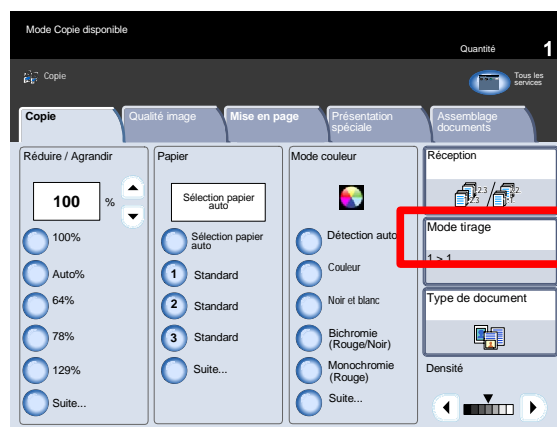 Mode Copie disponible
Quantité 1
Copie
Tous les
services
Copie
Qualité image
Mise en page
Présentation
spéciale
Assemblage
documents
Réduire / Agrandir
100 %
100%
Auto%
64%
78%
129%
Suite...
Papier
Sélection papier
auto
Sélection papier
auto
1 Standard
2 Standard
3 Standard
Suite...
Mode couleur
Détection auto
Couleur
Noir et blanc
Bichromie
(Rouge/Noir)
Monochromie
(Rouge)
Suite...
Réception
Mode tirage
1 > 1
Type de document
Densité